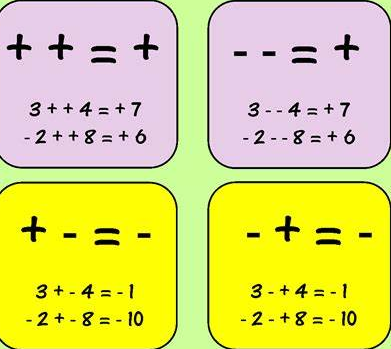 + + = +
3 + + 4 = + 7
- 2 + + 8 = + 6
- - = +
3 - - 4 = + 7
- 2 - - 8 = + 6
+ - = -
3 + - 4 = - 1
- 2 + - 8 = - 10
- + = -
3 - + 4 = - 1
- 2 - + 8 = - 10